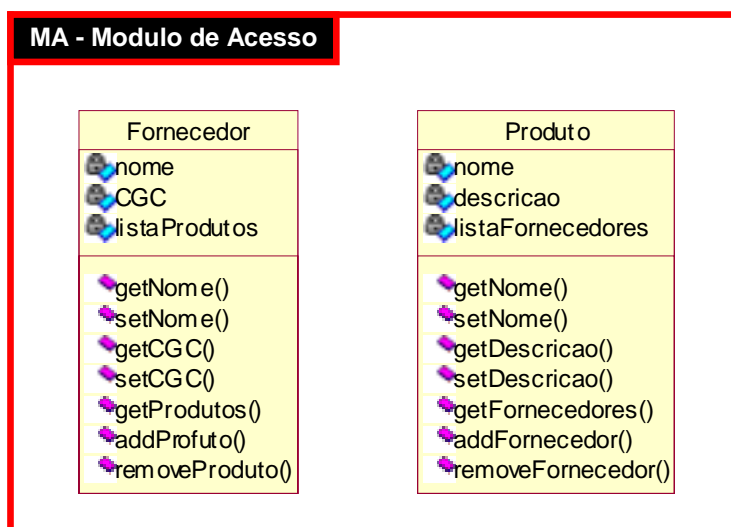 MA - Modulo de Acesso
Fornecedor
nome
CGC
listaProdutos
getNome()
setNome()
getCGC()
setCGC()
getProdutos()
addProfuto()
removeProduto()
Produto
nome
descricao
listaFornecedores
getNome()
setNome()
getDescricao()
setDescricao()
getFornecedores()
addFornecedor()
removeFornecedor()